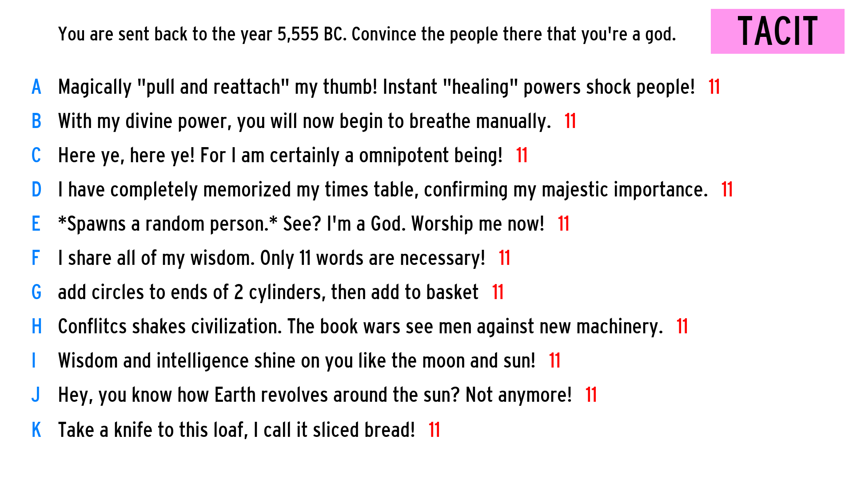 You are sent back to the year 5,555 BC. Convince the people there that you're a god.
TACIT
A Magically "pull and reattach" my thumb! Instant "healing" powers shock people! 11
B With my divine power, you will now begin to breathe manually. 11
C Here ye, here ye! For I am certainly a omnipotent being! 11
D I have completely memorized my times table, confirming my majestic importance. 11
E *Spawns a random person.* See? I'm a God. Worship me now! 11
F I share all of my wisdom. Only 11 words are necessary! 11
G add circles to ends of 2 cylinders, then add to basket 11
H Conflitcs shakes civilization. The book wars see men against new machinery. 11
I Wisdom and intelligence shine on you like the moon and sun! 11
J Hey, you know how Earth revolves around the sun? Not anymore! 11
K Take a knife to this loaf, I call it sliced bread! 11